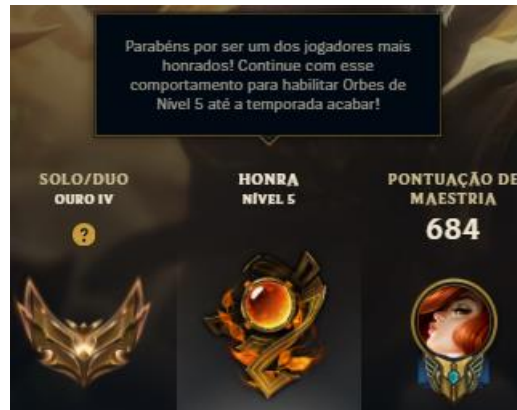 Parabéns por ser um dos jogadores mais
honrados! Continue com esse
comportamento para habilitar Orbes de
Nível 5 até a temporada acabar!
SOLO/DUO
OURO IV
?
HONRA
NÍVEL 5
PONTUAÇÃO DE
MAESTRIA
684